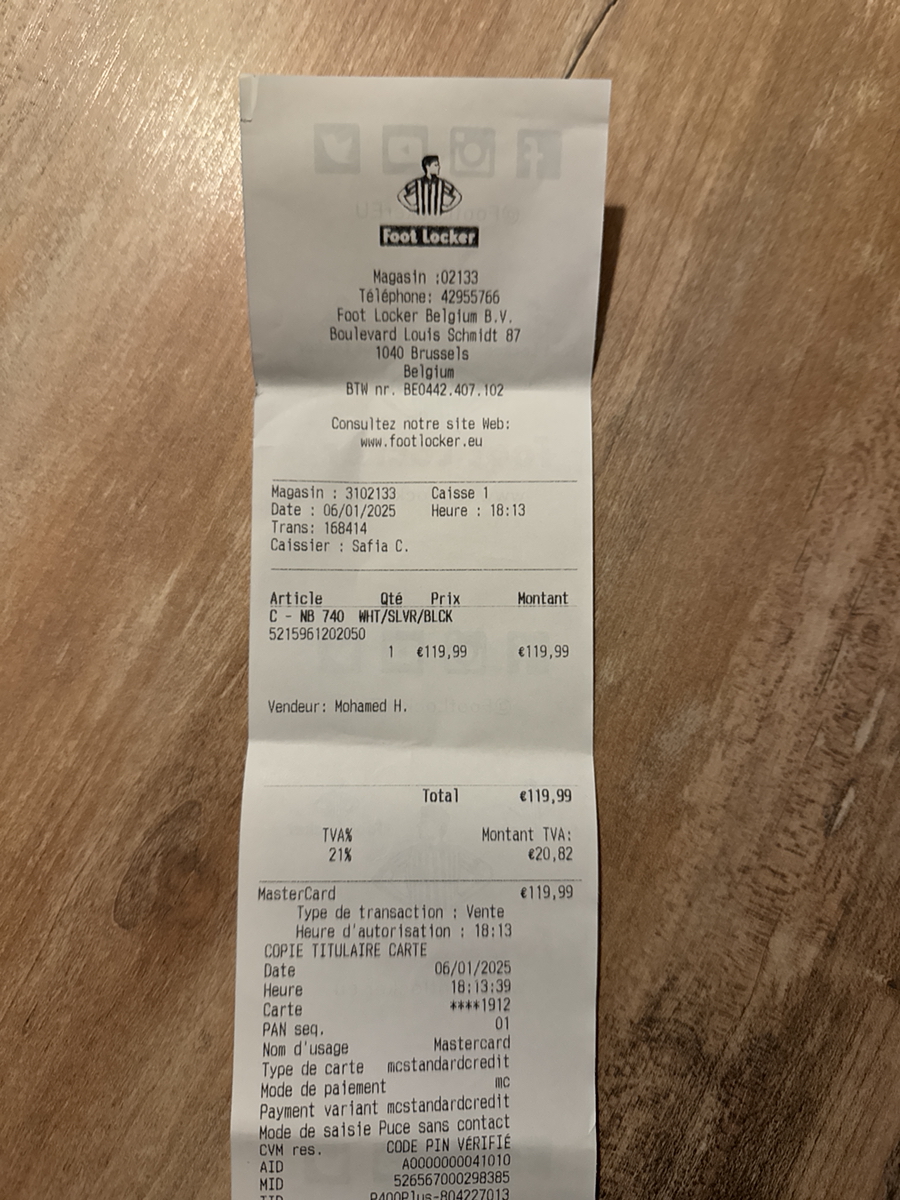 Foot Locker
Magasin :02133
Téléphone: 42955766
Foot Locker Belgium B.V.
Boulevard Louis Schmidt 87
1040 Brussels
Belgium
BTW nr. BE0442.407.102
Consultez notre site Web:
www.footlocker.eu
Magasin : 3102133 Caisse 1
Date : 06/01/2025 Heure : 18:13
Trans: 168414
Caissier : Safia C.
Article Qté Prix Montant
C - NB 740 WHT/SLVR/BLCK
5215961202050
1 €119,99 €119,99
Vendeur: Mohamed H.
Total €119,99
TVA% Montant TVA:
21% €20,82
MasterCard €119,99
Type de transaction : Vente
Heure d'autorisation : 18:13
COPIE TITULAIRE CARTE
Date 06/01/2025
Heure 18:13:39
Carte ****1912
PAN seq. 01
Nom d'usage Mastercard
Type de carte mcstandardcredit
Mode de paiement mc
Payment variant mcstandardcredit
Mode de saisie Puce sans contact
CVM res. CODE PIN VÉRIFIÉ
AID A0000000041010
MID 526567000298385
TID P400Plus-804227013